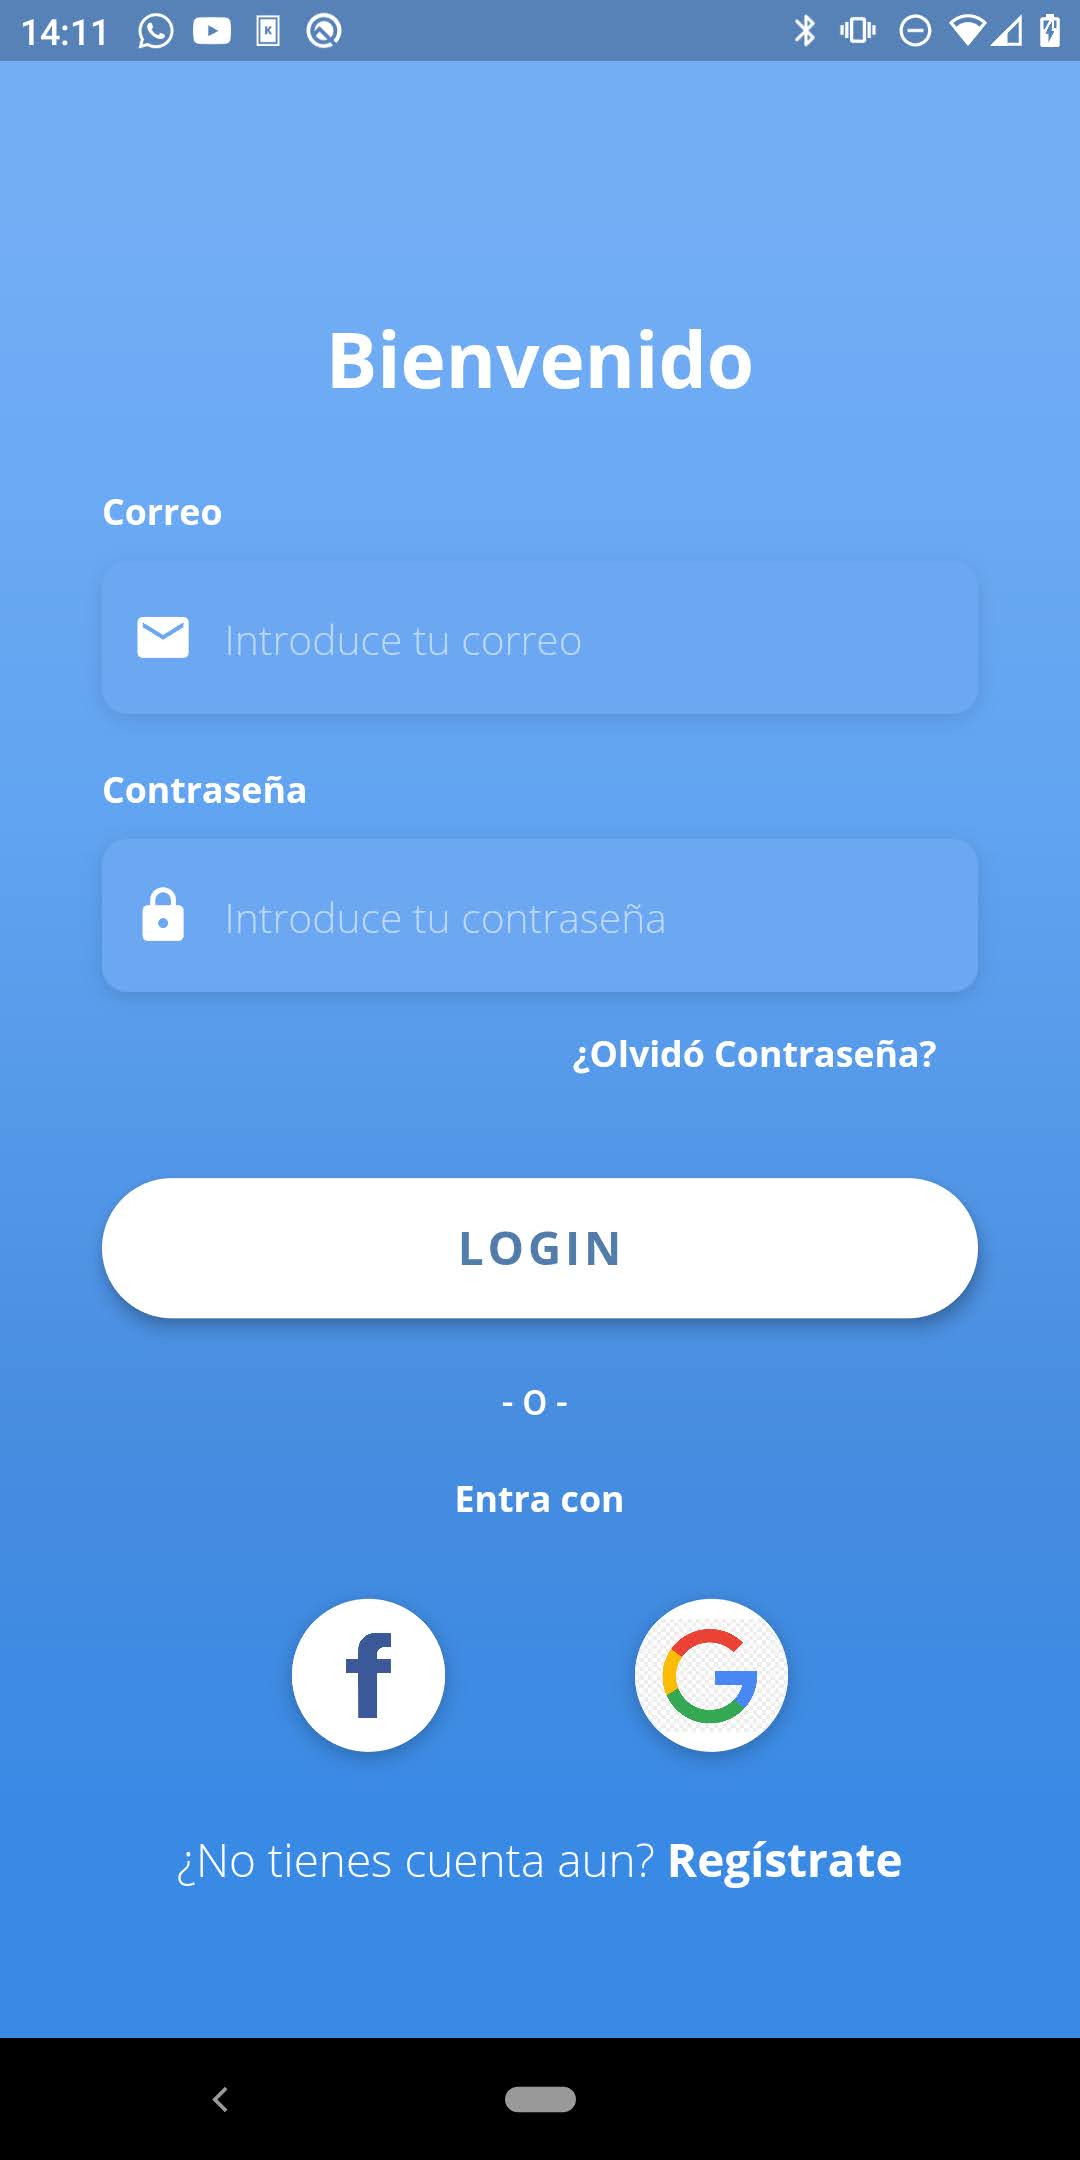 14:11
Bienvenido
Correo
Introduce tu correo
Contraseña
Introduce tu contraseña
¿Olvidó Contraseña?
LOGIN
- O -
Entra con
¿No tienes cuenta aun? Regístrate